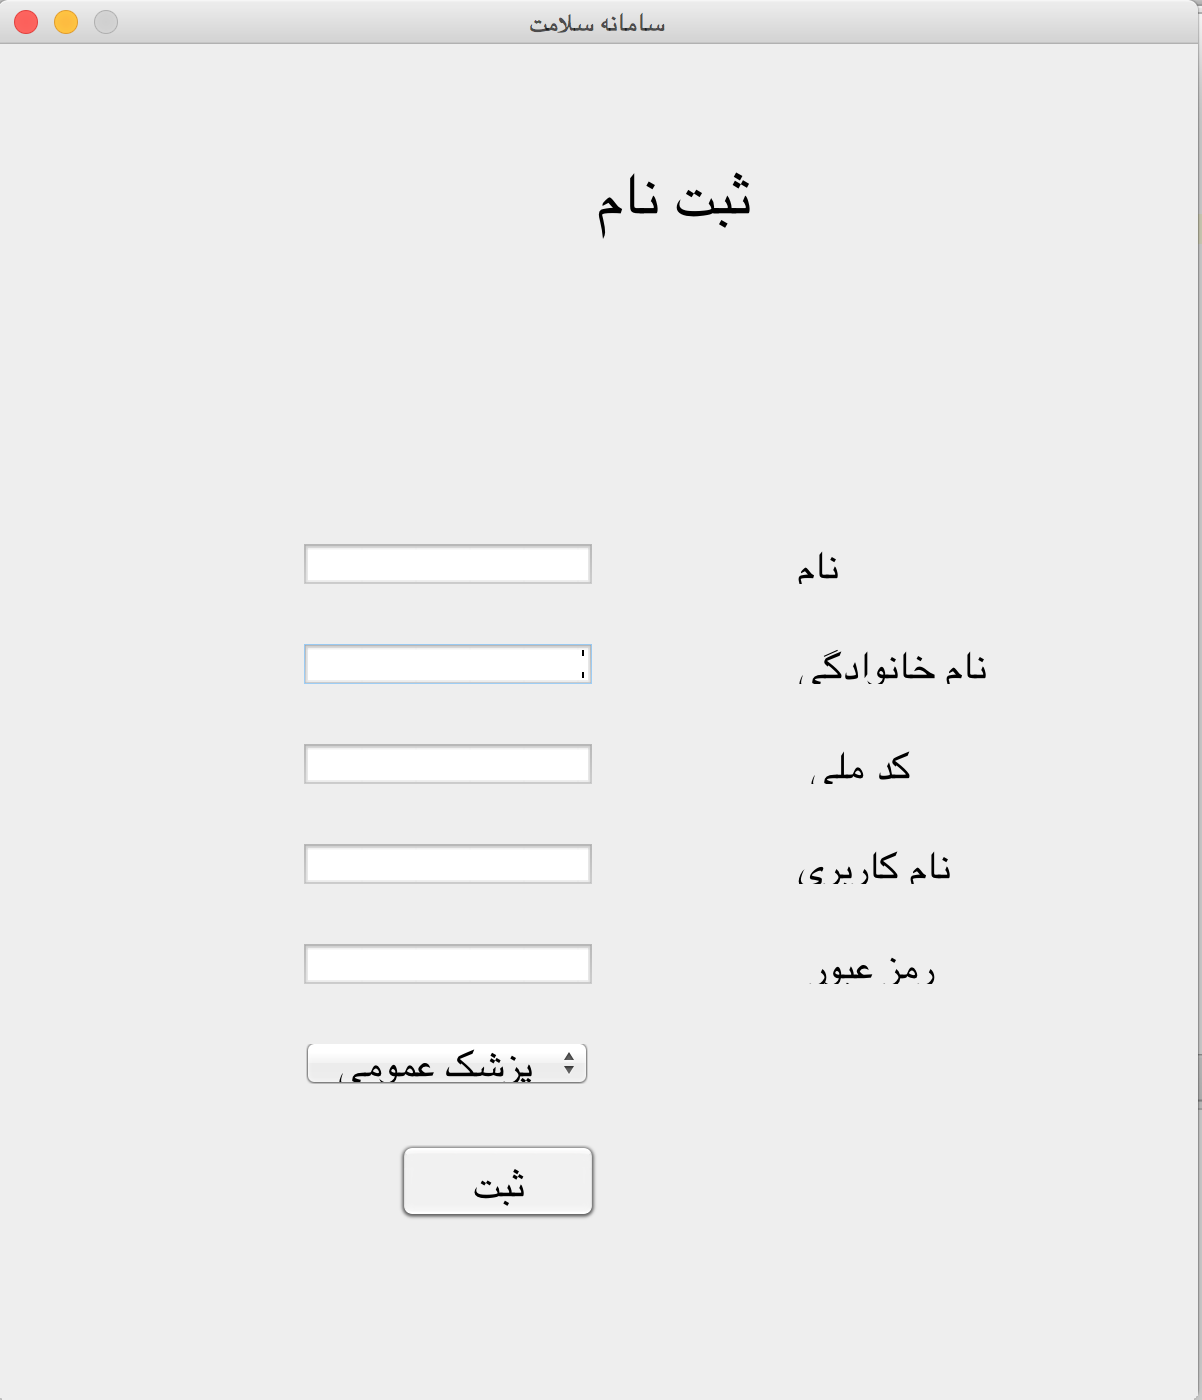 سامانه سلامت
ثبت نام
نام
نام خانوادگی
کد ملی
نام کاربری
رمز عبور
پزشک عمومی
ثبت